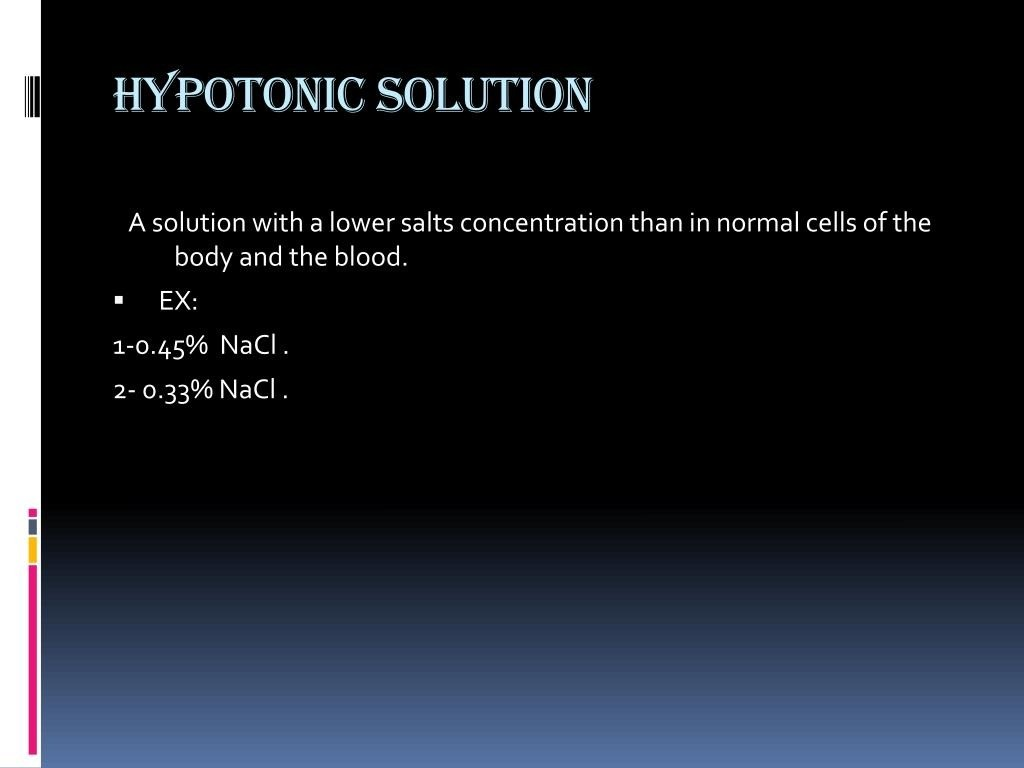 HYPOTONIC SOLUTION
A solution with a lower salts concentration than in normal cells of the
body and the blood.
▪ EX:
1-0.45%  NaCl .
2- 0.33% NaCl .